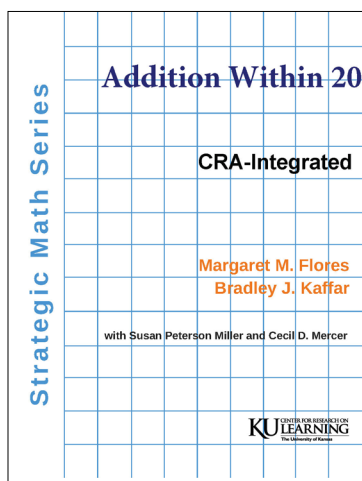 Strategic Math Series
Addition Within 20
CRA-Integrated
Margaret M. Flores
Bradley J. Kaffar
with Susan Peterson Miller and Cecil D. Mercer
KU CENTER FOR RESEARCH ON
LEARNING
The University of Kansas